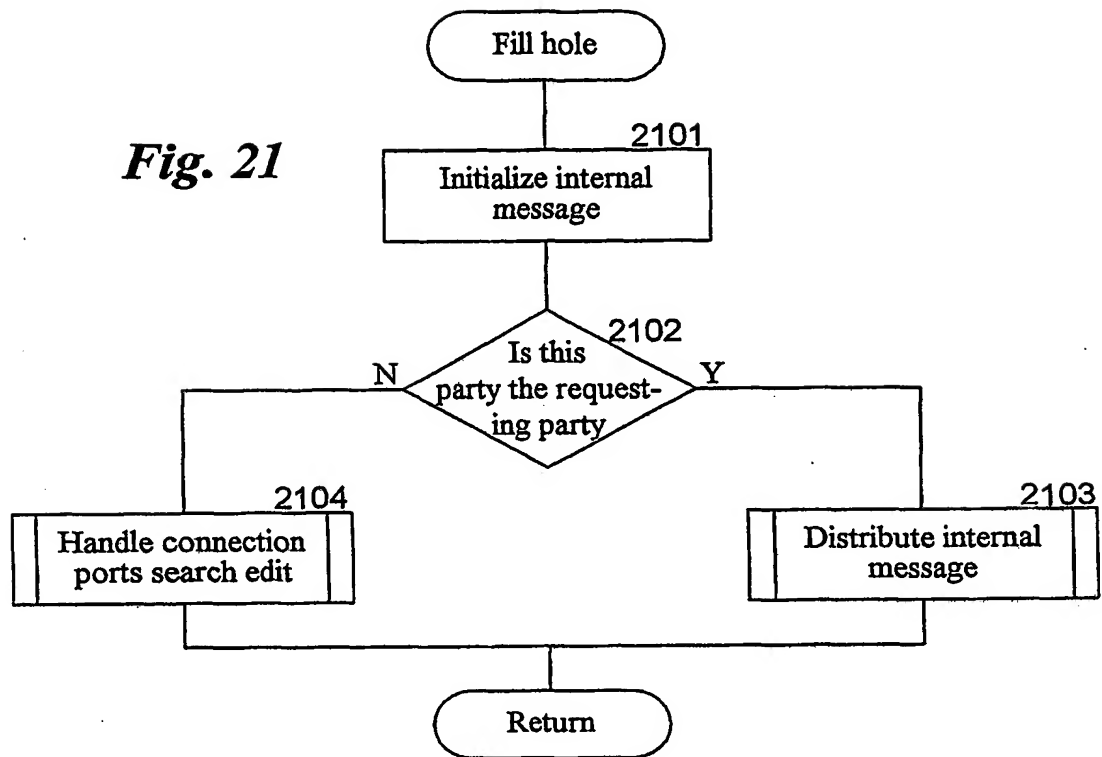 Fill hole
Fig. 21
2101
Initialize internal
message
2102
Is this
party the request-
ing party
N
Y
2104
Handle connection
ports search edit
2103
Distribute internal
message
Return